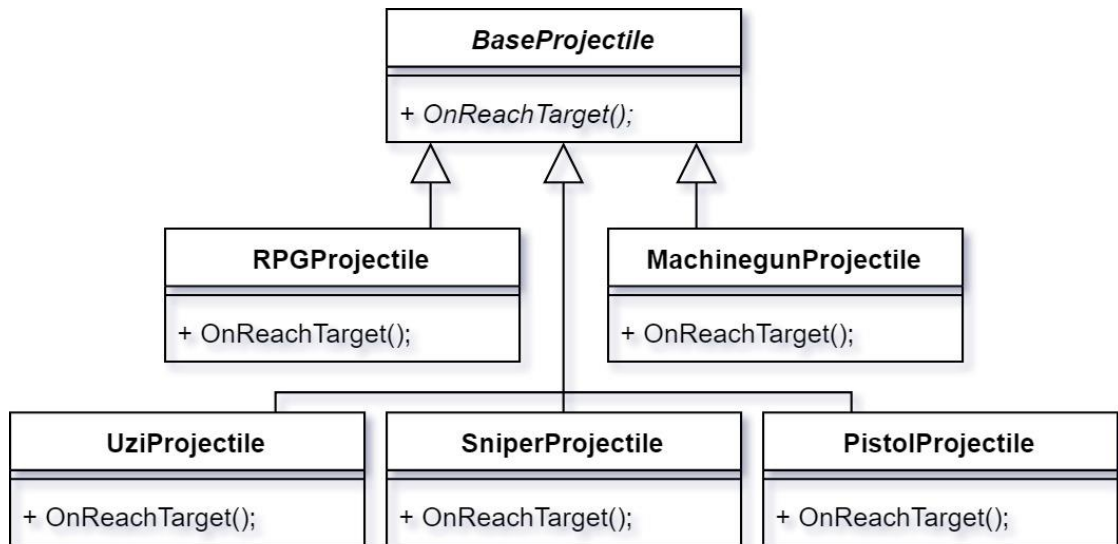 BaseProjectile
+ OnReachTarget();
RPGProjectile
+ OnReachTarget();
MachinegunProjectile
+ OnReachTarget();
UziProjectile
+ OnReachTarget();
SniperProjectile
+ OnReachTarget();
PistolProjectile
+ OnReachTarget();